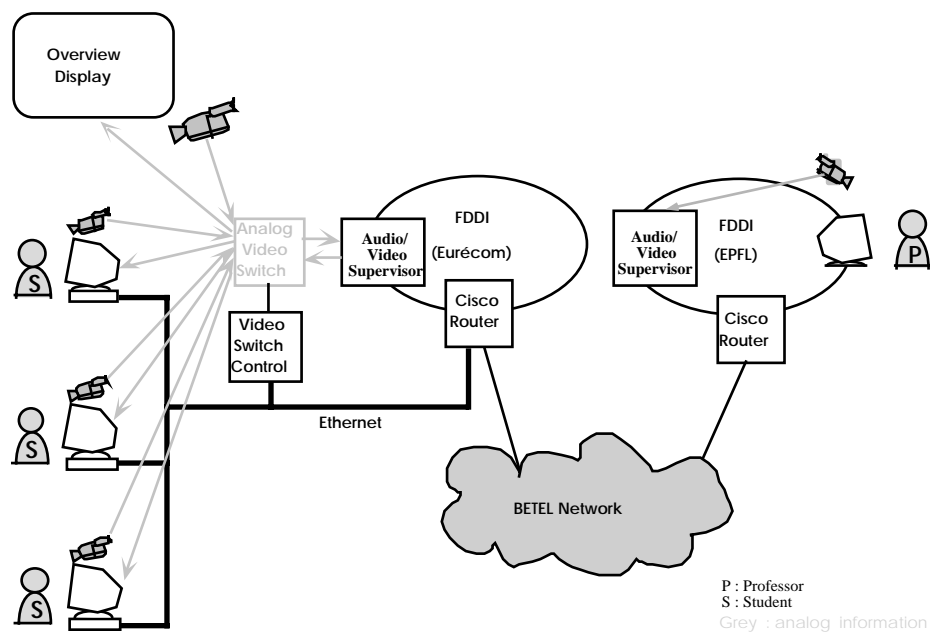 Overview
Display
Analog
Video
Switch
Audio/
Video
Supervisor
FDDI
(Eurécom)
Cisco
Router
Audio/
Video
Supervisor
FDDI
(EPFL)
P
Cisco
Router
S
Video
Switch
Control
Ethernet
S
BETEL Network
S
P : Professor
S : Student
Grey : analog information